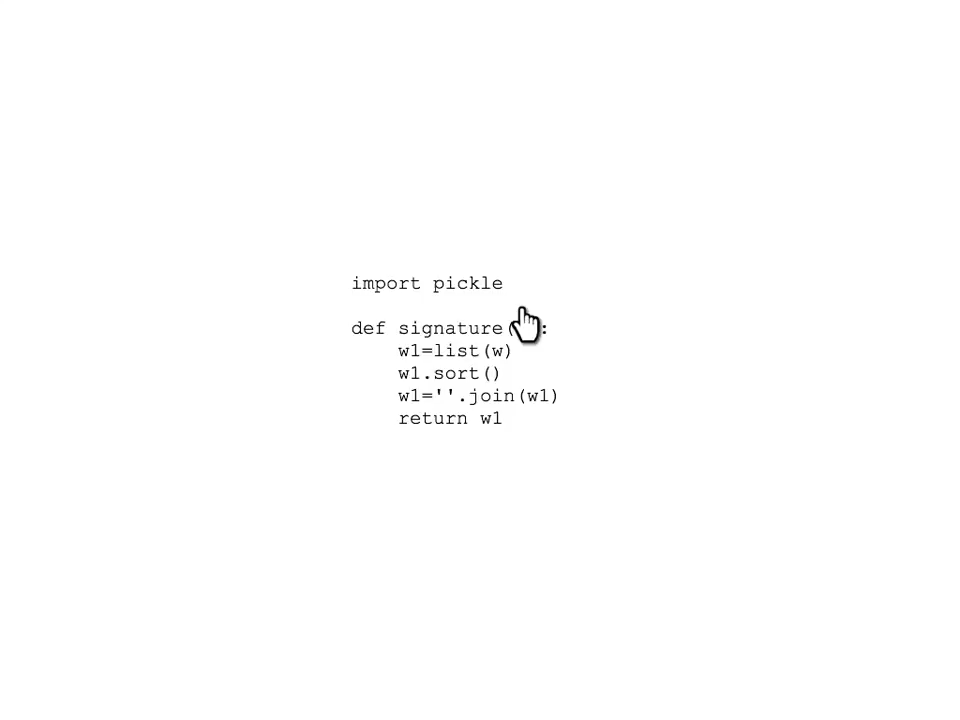 import pickle
def signature(:
    w1=list(w)
    w1.sort()
    w1=''.join(w1)
    return w1